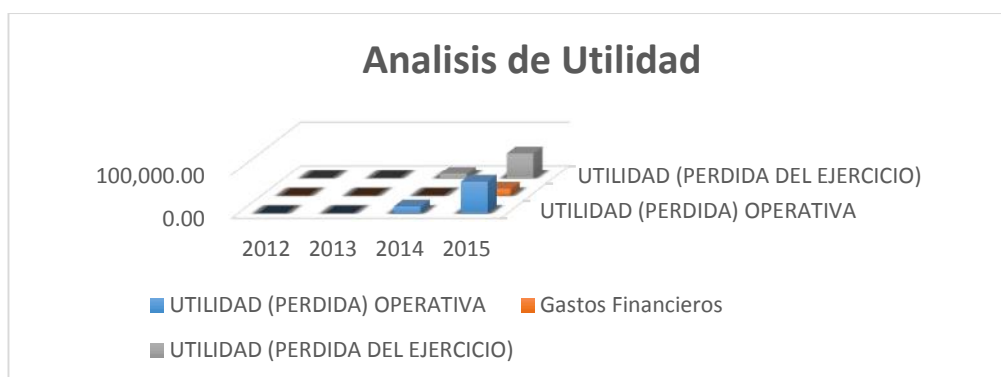 Analisis de Utilidad
100,000.00
0.00
UTILIDAD (PERDIDA DEL EJERCICIO)
UTILIDAD (PERDIDA) OPERATIVA
2012 2013 2014 2015
UTILIDAD (PERDIDA) OPERATIVA Gastos Financieros
UTILIDAD (PERDIDA DEL EJERCICIO)